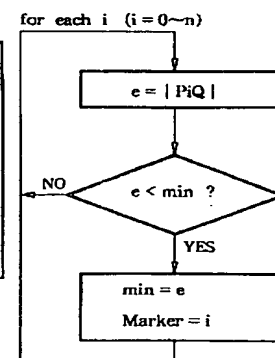 for each i (i = 0~n)
e = | PiQ |
NO
e < min ?
YES
min = e
Marker = i